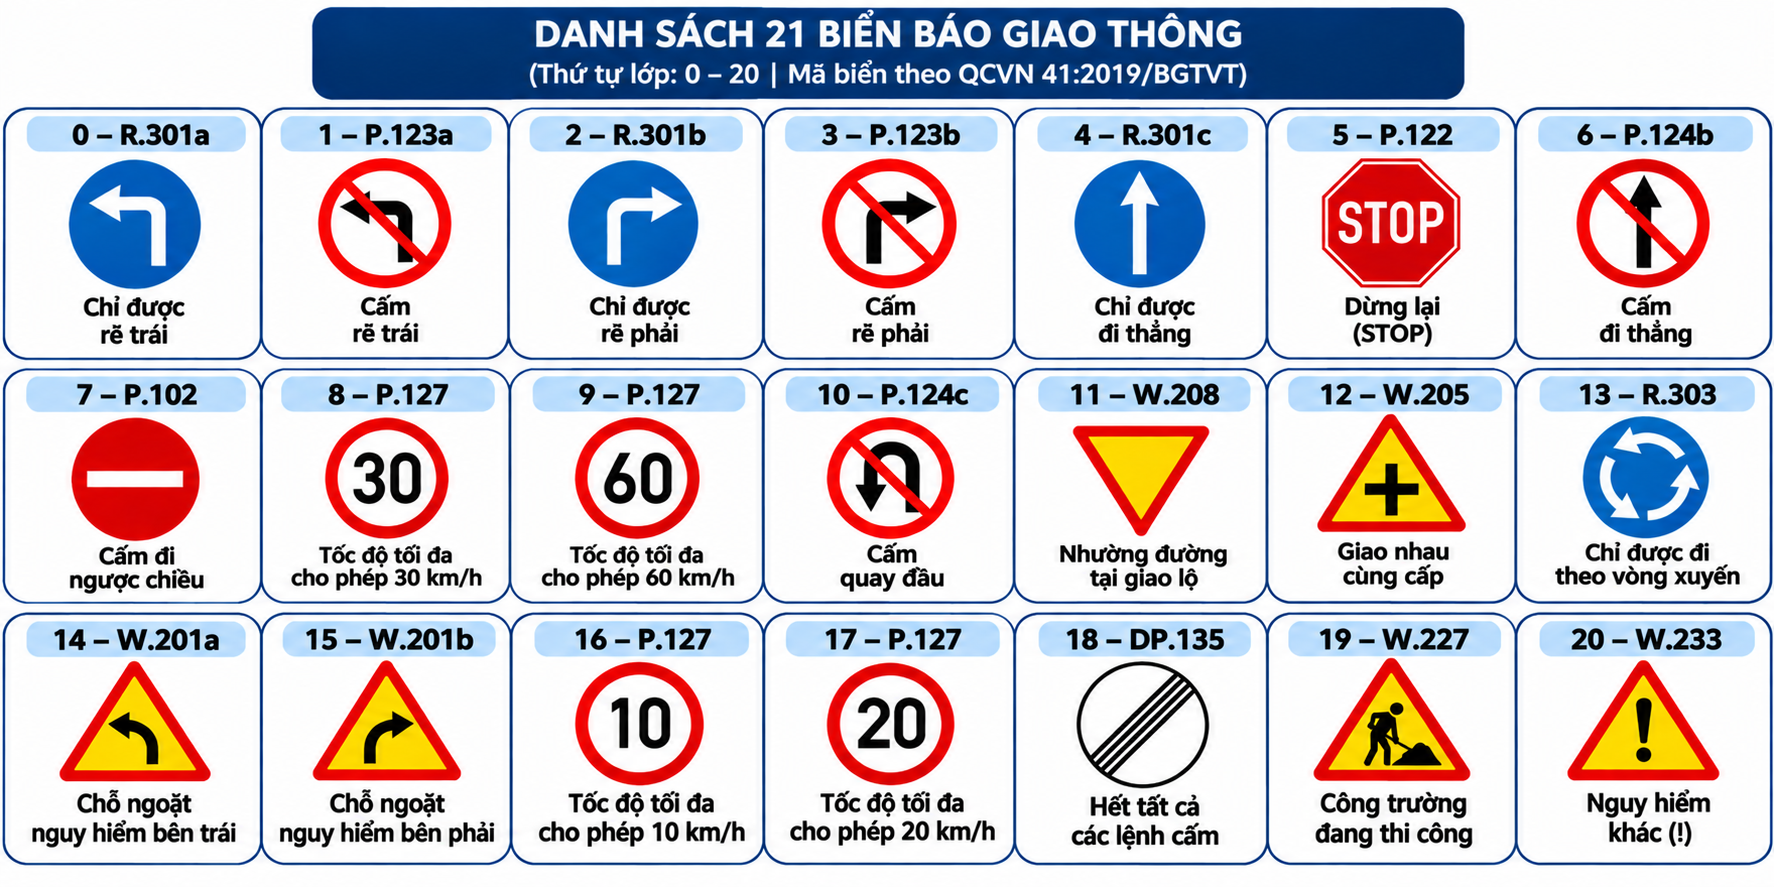 DANH SÁCH 21 BIỂN BÁO GIAO THÔNG
(Thứ tự lớp: 0 – 20 | Mã biển theo QCVN 41:2019/BGTVT)
0 – R.301a
Chỉ được
rẽ trái
1 – P.123a
Cấm
rẽ trái
2 – R.301b
Chỉ được
rẽ phải
3 – P.123b
Cấm
rẽ phải
4 – R.301c
Chỉ được
đi thẳng
5 – P.122
STOP
Dừng lại
(STOP)
6 – P.124b
Cấm
đi thẳng
7 – P.102
Cấm đi
ngược chiều
8 – P.127
30
Tốc độ tối đa
cho phép 30 km/h
9 – P.127
60
Tốc độ tối đa
cho phép 60 km/h
10 – P.124c
Cấm
quay đầu
11 – W.208
Nhường đường
tại giao lộ
12 – W.205
Giao nhau
cùng cấp
13 – R.303
Chỉ được đi
theo vòng xuyến
14 – W.201a
Chỗ ngoặt
nguy hiểm bên trái
15 – W.201b
Chỗ ngoặt
nguy hiểm bên phải
16 – P.127
10
Tốc độ tối đa
cho phép 10 km/h
17 – P.127
20
Tốc độ tối đa
cho phép 20 km/h
18 – DP.135
Hết tất cả
các lệnh cấm
19 – W.227
Công trường
đang thi công
20 – W.233
!
Nguy hiểm
khác (!)